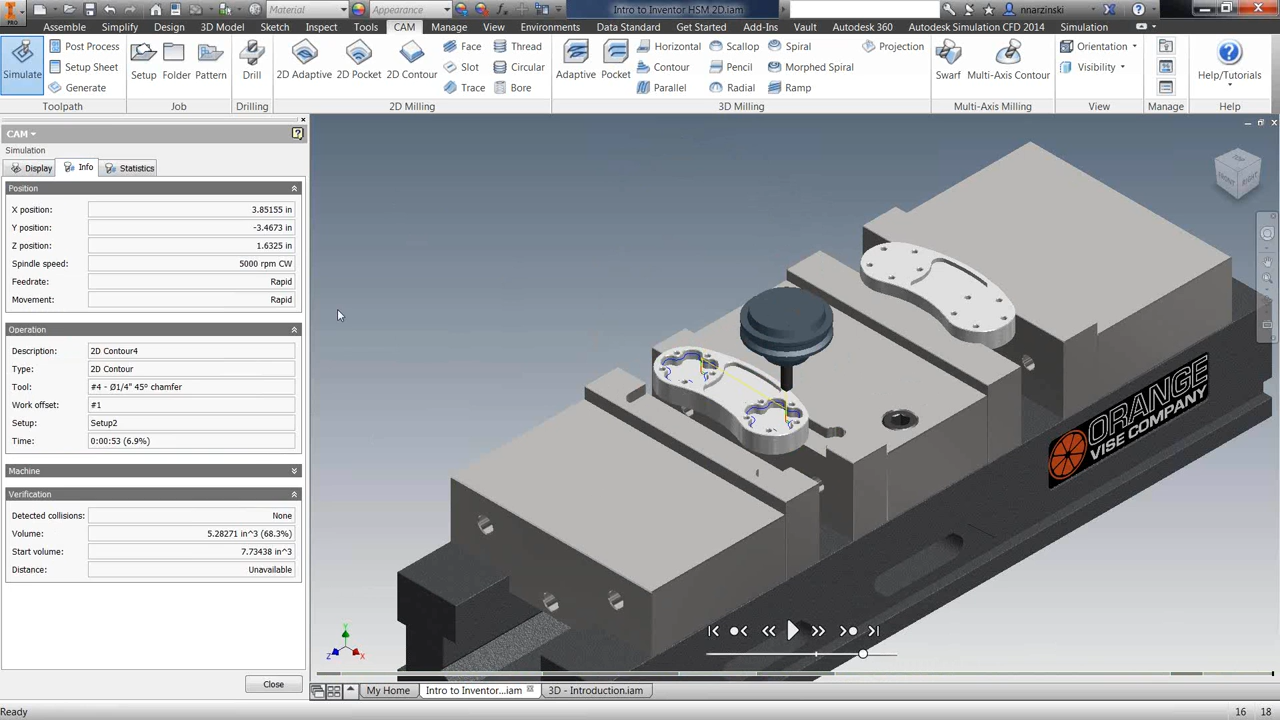 PRO
Material
Appearance
Intro to Inventor HSM 2D.iam
nnarzinski
Assemble Simplify Design 3D Model Sketch Inspect Tools CAM Manage View Environments Data Standard Get Started Add-Ins Vault Autodesk 360 Autodesk Simulation CFD 2014 Simulation
Simulate
Post Process
Setup Sheet
Generate
Toolpath
Setup
Folder
Pattern
Job
Drill
Drilling
2D Adaptive
2D Pocket
2D Contour
Face
Slot
Trace
Thread
Circular
Bore
2D Milling
Adaptive
Pocket
Horizontal
Contour
Parallel
Scallop
Pencil
Radial
Spiral
Morphed Spiral
Ramp
Projection
3D Milling
Swarf
Multi-Axis Contour
Multi-Axis Milling
Orientation
Visibility
View
Manage
Help/Tutorials
Help
CAM
Simulation
Display Info Statistics
Position
X position: 3.85155 in
Y position: -3.4673 in
Z position: 1.6325 in
Spindle speed: 5000 rpm CW
Feedrate: Rapid
Movement: Rapid
Operation
Description: 2D Contour4
Type: 2D Contour
Tool: #4 - Ø1/4" 45° chamfer
Work offset: #1
Setup: Setup2
Time: 0:00:53 (6.9%)
Machine
Verification
Detected collisions: None
Volume: 5.28271 in^3 (68.3%)
Start volume: 7.73438 in^3
Distance: Unavailable
Close
FRONT
RIGHT
ORANGE
VISE COMPANY
Y
Z
X
My Home
Intro to Inventor...iam
3D - Introduction.iam
Ready
16 18